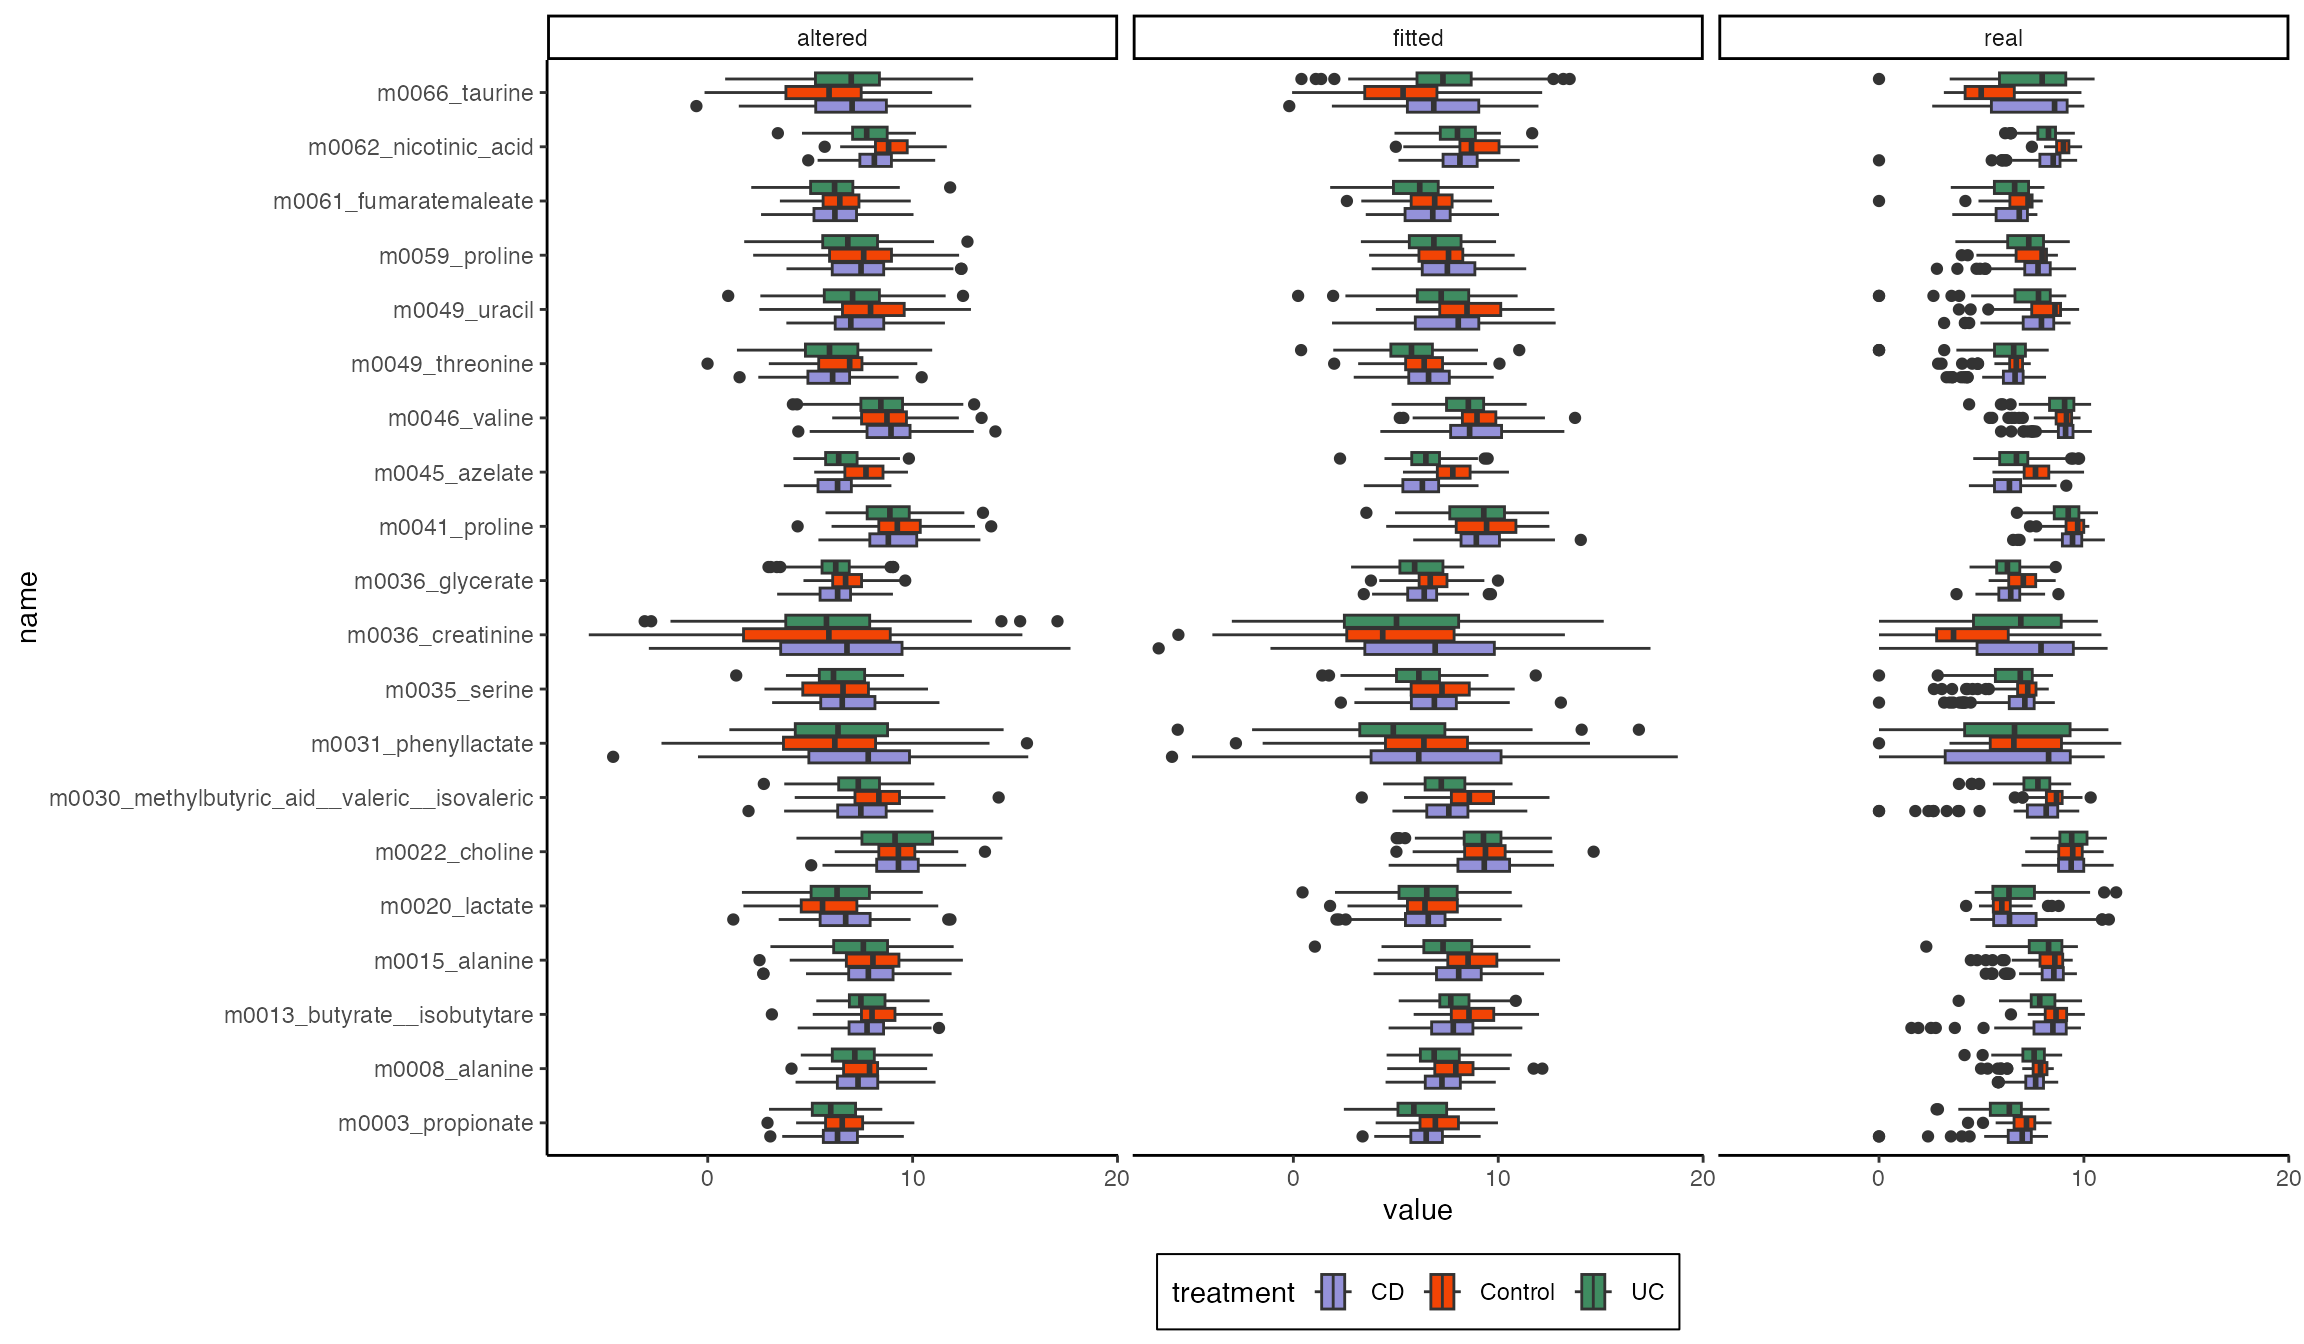 altered fitted real
m0066_taurine
m0062_nicotinic_acid
m0061_fumaratemaleate
m0059_proline
m0049_uracil
m0049_threonine
m0046_valine
m0045_azelate
m0041_proline
m0036_glycerate
m0036_creatinine
m0035_serine
m0031_phenyllactate
m0030_methylbutyric_aid__valeric__isovaleric
m0022_choline
m0020_lactate
m0015_alanine
m0013_butyrate__isobutytare
m0008_alanine
m0003_propionate
name
0 10 20 0 10 20 0 10 20
value
treatment CD Control UC